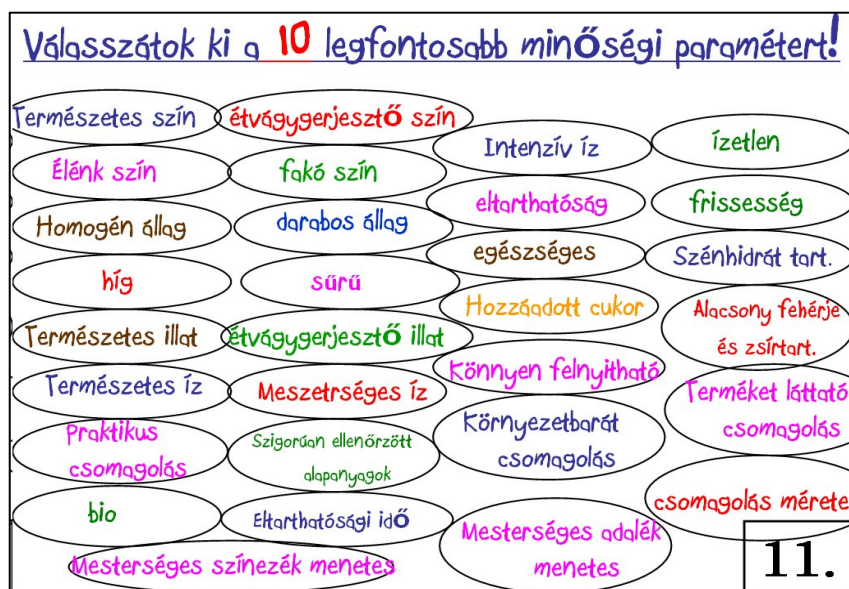 Válasszátok ki a 10 legfontosabb minőségi paramétert!
Természetes szín
étvágygerjesztő szín
Intenzív íz
ízetlen
Élénk szín
fakó szín
eltarthatóság
frissesség
Homogén állag
darabos állag
egészséges
Szénhidrát tart.
híg
sűrű
Hozzáadott cukor
Alacsony fehérje
és zsírtart.
Természetes illat
étvágygerjesztő illat
Könnyen felnyitható
Természetes íz
Meszetrséges íz
Környezetbarát
csomagolás
Terméket láttató
csomagolás
Praktikus
csomagolás
Szigorúan ellenőrzött
alapanyagok
csomagolás mérete
bio
Eltarthatósági idő
Mesterséges adalék
menetes
Mesterséges színezék menetes
11.